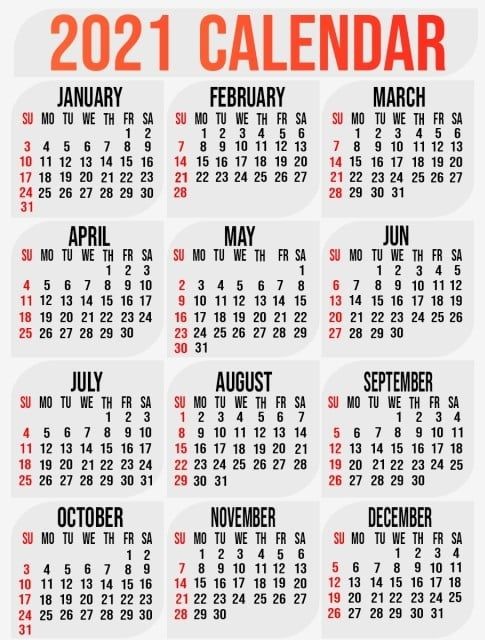 2021 CALENDAR
JANUARY
SU MO TU WE TH FR SA
1 2
3 4 5 6 7 8 9
10 11 12 13 14 15 16
17 18 19 20 21 22 23
24 25 26 27 28 29 30
31
FEBRUARY
SU MO TU WE TH FR SA
1 2 3 4 5 6
7 8 9 10 11 12 13
14 15 16 17 18 19 20
21 22 23 24 25 26 27
28
MARCH
SU MO TU WE TH FR SA
1 2 3 4 5 6
7 8 9 10 11 12 13
14 15 16 17 18 19 20
21 22 23 24 25 26 27
28 29 30 31
APRIL
SU MO TU WE TH FR SA
1 2 3
4 5 6 7 8 9 10
11 12 13 14 15 16 17
18 19 20 21 22 23 24
25 26 27 28 29 30
MAY
SU MO TU WE TH FR SA
1
2 3 4 5 6 7 8
9 10 11 12 13 14 15
16 17 18 19 20 21 22
23 24 25 26 27 28 29
30 31
JUN
SU MO TU WE TH FR SA
1 2 3 4 5
6 7 8 9 10 11 12
13 14 15 16 17 18 19
20 21 22 23 24 25 26
27 28 29 30
JULY
SU MO TU WE TH FR SA
1 2 3
4 5 6 7 8 9 10
11 12 13 14 15 16 17
18 19 20 21 22 23 24
25 26 27 28 29 30 31
AUGUST
SU MO TU WE TH FR SA
1 2 3 4 5 6 7
8 9 10 11 12 13 14
15 16 17 18 19 20 21
22 23 24 25 26 27 28
29 30 31
SEPTEMBER
SU MO TU WE TH FR SA
1 2 3 4
5 6 7 8 9 10 11
12 13 14 15 16 17 18
19 20 21 22 23 24 25
26 27 28 29 30
OCTOBER
SU MO TU WE TH FR SA
1 2
3 4 5 6 7 8 9
10 11 12 13 14 15 16
17 18 19 20 21 22 23
24 25 26 27 28 29 30
31
NOVEMBER
SU MO TU WE TH FR SA
1 2 3 4 5 6
7 8 9 10 11 12 13
14 15 16 17 18 19 20
21 22 23 24 25 26 27
28 29 30
DECEMBER
SU MO TU WE TH FR SA
1 2 3 4
5 6 7 8 9 10 11
12 13 14 15 16 17 18
19 20 21 22 23 24 25
26 27 28 29 30 31